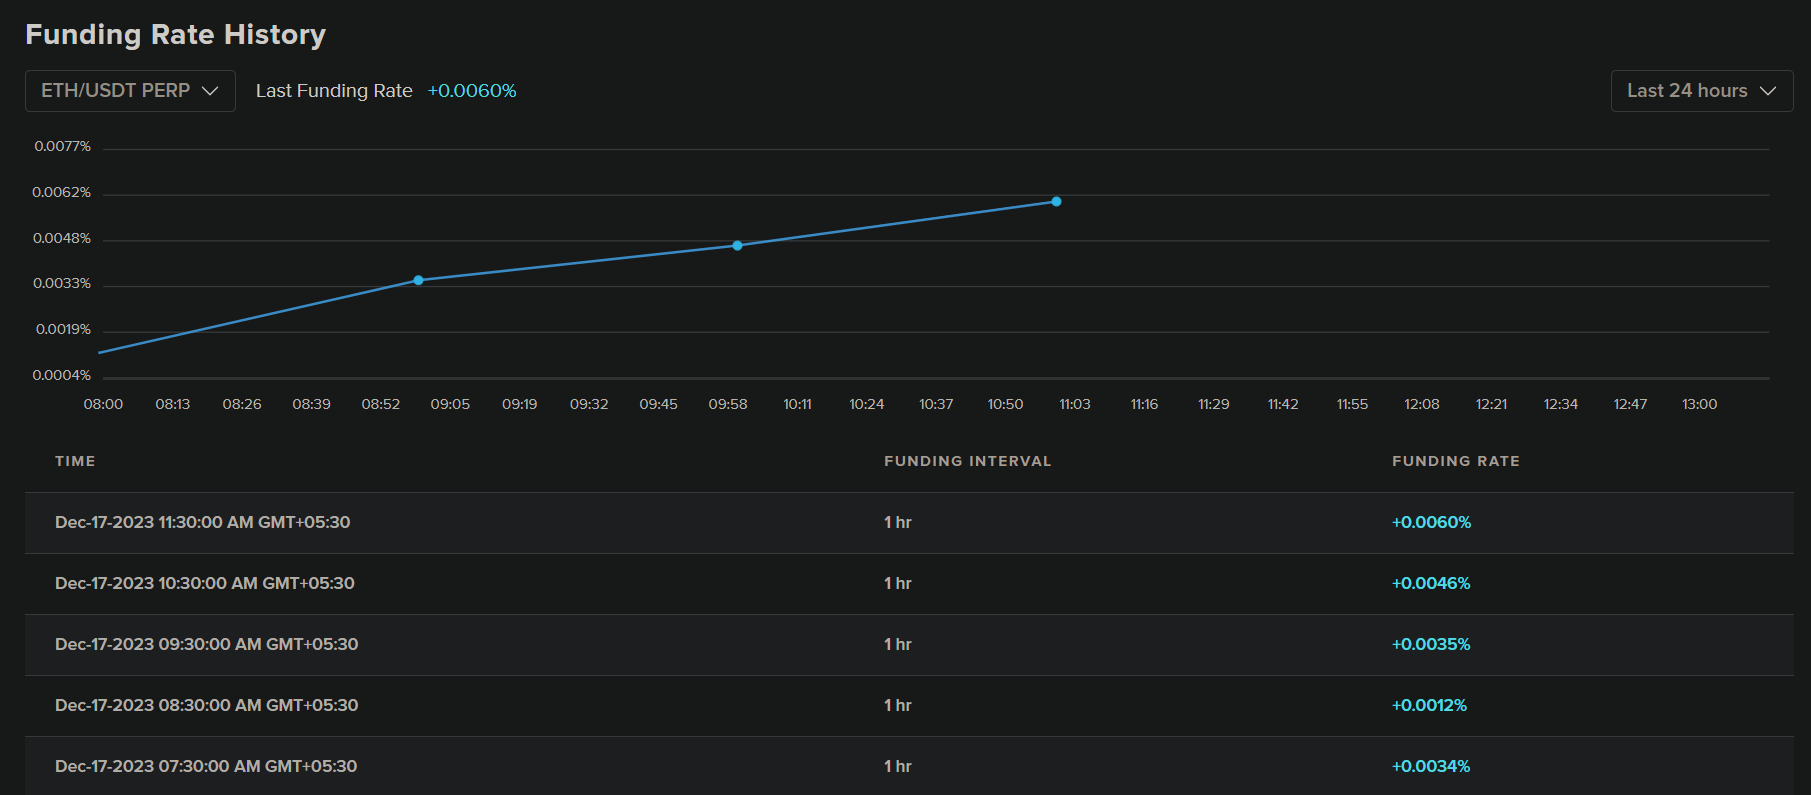 Funding Rate History
ETH/USDT PERP Last Funding Rate +0.0060% Last 24 hours
0.0077%
0.0062%
0.0048%
0.0033%
0.0019%
0.0004%
08:00 08:13 08:26 08:39 08:52 09:05 09:19 09:32 09:45 09:58 10:11 10:24 10:37 10:50 11:03 11:16 11:29 11:42 11:55 12:08 12:21 12:34 12:47 13:00
TIME FUNDING INTERVAL FUNDING RATE
Dec-17-2023 11:30:00 AM GMT+05:30 1 hr +0.0060%
Dec-17-2023 10:30:00 AM GMT+05:30 1 hr +0.0046%
Dec-17-2023 09:30:00 AM GMT+05:30 1 hr +0.0035%
Dec-17-2023 08:30:00 AM GMT+05:30 1 hr +0.0012%
Dec-17-2023 07:30:00 AM GMT+05:30 1 hr +0.0034%